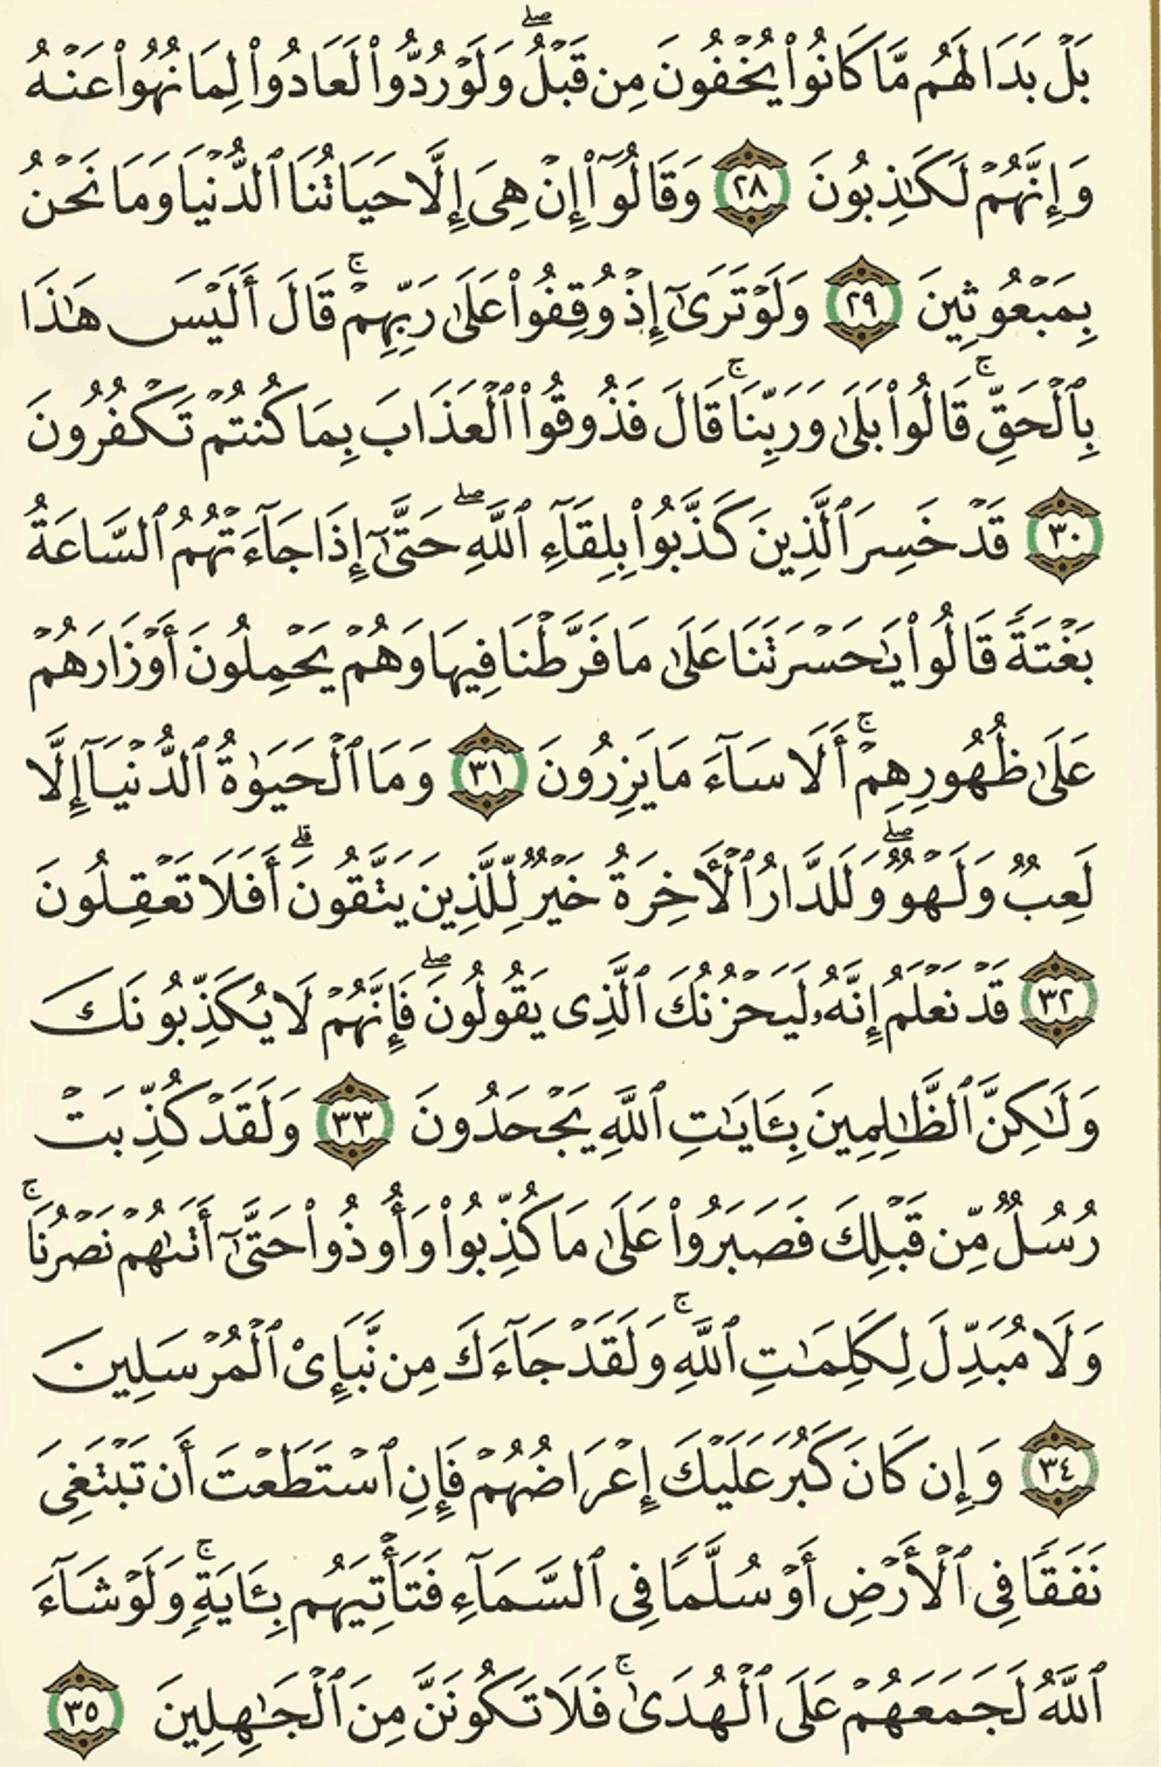 بَلْ بَدَا لَهُم مَّا كَانُوا۟ يُخْفُونَ مِن قَبْلُ ۖ وَلَوْ رُدُّوا۟ لَعَادُوا۟ لِمَا نُهُوا۟ عَنْهُ
وَإِنَّهُمْ لَكَـٰذِبُونَ ٢٨ وَقَالُوٓا۟ إِنْ هِىَ إِلَّا حَيَاتُنَا ٱلدُّنْيَا وَمَا نَحْنُ
بِمَبْعُوثِينَ ٢٩ وَلَوْ تَرَىٰٓ إِذْ وُقِفُوا۟ عَلَىٰ رَبِّهِمْ ۚ قَالَ أَلَيْسَ هَـٰذَا
بِٱلْحَقِّ ۚ قَالُوا۟ بَلَىٰ وَرَبِّنَا ۚ قَالَ فَذُوقُوا۟ ٱلْعَذَابَ بِمَا كُنتُمْ تَكْفُرُونَ
٣٠ قَدْ خَسِرَ ٱلَّذِينَ كَذَّبُوا۟ بِلِقَآءِ ٱللَّهِ ۖ حَتَّىٰٓ إِذَا جَآءَتْهُمُ ٱلسَّاعَةُ
بَغْتَةً قَالُوا۟ يَـٰحَسْرَتَنَا عَلَىٰ مَا فَرَّطْنَا فِيهَا وَهُمْ يَحْمِلُونَ أَوْزَارَهُمْ
عَلَىٰ ظُهُورِهِمْ ۚ أَلَا سَآءَ مَا يَزِرُونَ ٣١ وَمَا ٱلْحَيَوٰةُ ٱلدُّنْيَآ إِلَّا
لَعِبٌ وَلَهْوٌ ۖ وَلَلدَّارُ ٱلْأَخِرَةُ خَيْرٌ لِّلَّذِينَ يَتَّقُونَ ۗ أَفَلَا تَعْقِلُونَ
٣٢ قَدْ نَعْلَمُ إِنَّهُۥ لَيَحْزُنُكَ ٱلَّذِى يَقُولُونَ ۖ فَإِنَّهُمْ لَا يُكَذِّبُونَكَ
وَلَـٰكِنَّ ٱلظَّـٰلِمِينَ بِـَٔايَـٰتِ ٱللَّهِ يَجْحَدُونَ ٣٣ وَلَقَدْ كُذِّبَتْ
رُسُلٌ مِّن قَبْلِكَ فَصَبَرُوا۟ عَلَىٰ مَا كُذِّبُوا۟ وَأُوذُوا۟ حَتَّىٰٓ أَتَىٰهُمْ نَصْرُنَا ۚ
وَلَا مُبَدِّلَ لِكَلِمَـٰتِ ٱللَّهِ ۚ وَلَقَدْ جَآءَكَ مِن نَّبَإِى۟ ٱلْمُرْسَلِينَ
٣٤ وَإِن كَانَ كَبُرَ عَلَيْكَ إِعْرَاضُهُمْ فَإِنِ ٱسْتَطَعْتَ أَن تَبْتَغِىَ
نَفَقًا فِى ٱلْأَرْضِ أَوْ سُلَّمًا فِى ٱلسَّمَآءِ فَتَأْتِيَهُم بِـَٔايَةٍ ۚ وَلَوْ شَآءَ
ٱللَّهُ لَجَمَعَهُمْ عَلَى ٱلْهُدَىٰ ۚ فَلَا تَكُونَنَّ مِنَ ٱلْجَـٰهِلِينَ ٣٥